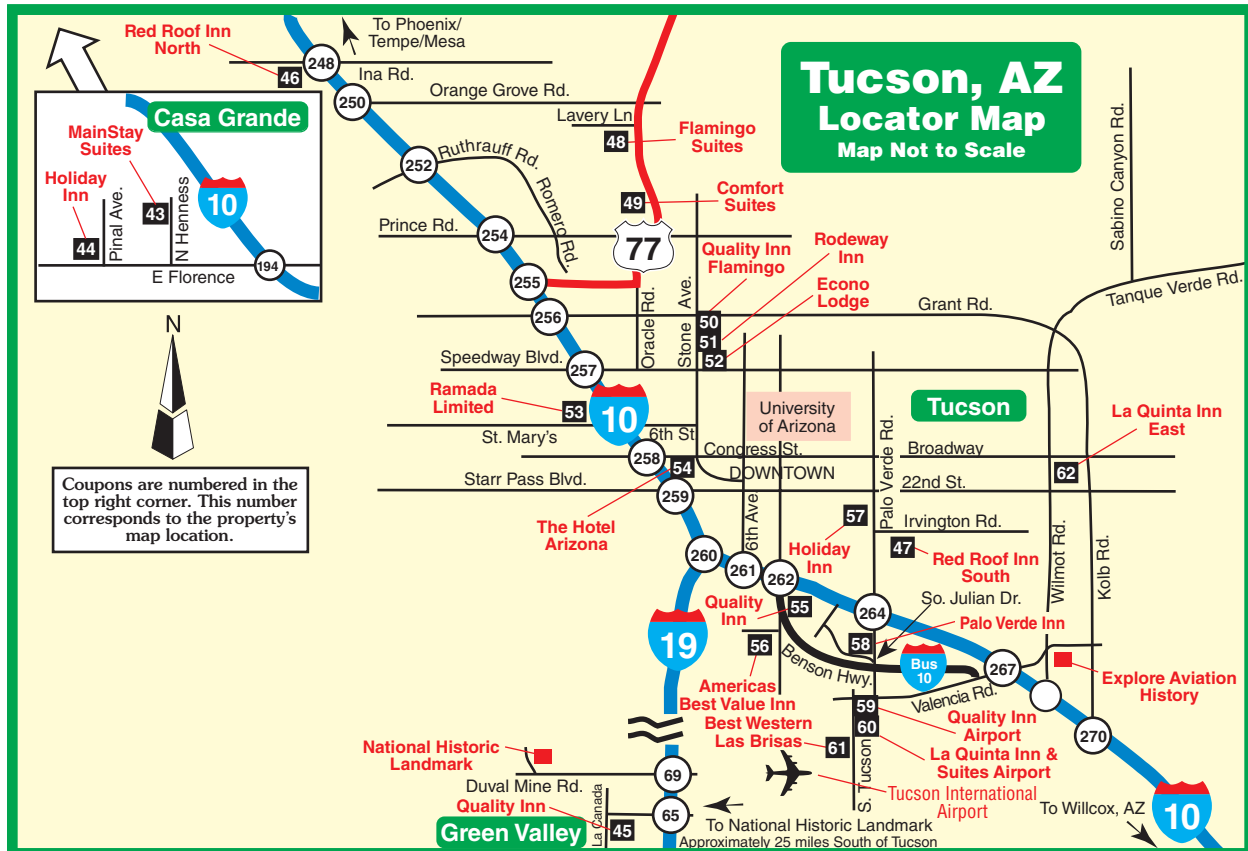 Tucson, AZ
Locator Map
Map Not to Scale
To Phoenix/
Tempe/Mesa
Red Roof Inn
North
46
248
Ina Rd.
250
Orange Grove Rd.
Lavery Ln
48
Flamingo
Suites
Casa Grande
MainStay
Suites
Holiday
Inn
Pinal Ave.
43
N Henness
10
44
194
E Florence
252
Ruthrauff Rd.
Romero Rd.
49
Comfort
Suites
Sabino Canyon Rd.
Prince Rd.
254
77
Quality Inn
Flamingo
Rodeway
Inn
Econo
Lodge
255
Tanque Verde Rd.
N
256
Oracle Rd.
Stone Ave.
50
51
52
Grant Rd.
Speedway Blvd.
257
Ramada
Limited
53
10
University
of Arizona
Palo Verde Rd.
Tucson
La Quinta Inn
East
St. Mary's
6th St
Congress St.
Broadway
258
54
DOWNTOWN
62
Starr Pass Blvd.
259
22nd St.
Coupons are numbered in the
top right corner. This number
corresponds to the property's
map location.
The Hotel
Arizona
6th Ave.
57
Holiday
Inn
Irvington Rd.
47
Red Roof Inn
South
Wilmot Rd.
Kolb Rd.
260
261
262
264
So. Julian Dr.
Quality
Inn
55
19
56
58
Palo Verde Inn
Benson Hwy.
Bus
10
267
Explore Aviation
History
Americas
Best Value Inn
Valencia Rd.
Best Western
Las Brisas
59
60
61
Quality Inn
Airport
La Quinta Inn &
Suites Airport
270
S. Tucson
National Historic
Landmark
Duval Mine Rd.
69
Tucson International
Airport
Quality Inn
La Canada
45
65
Green Valley
To National Historic Landmark
Approximately 25 miles South of Tucson
To Willcox, AZ
10